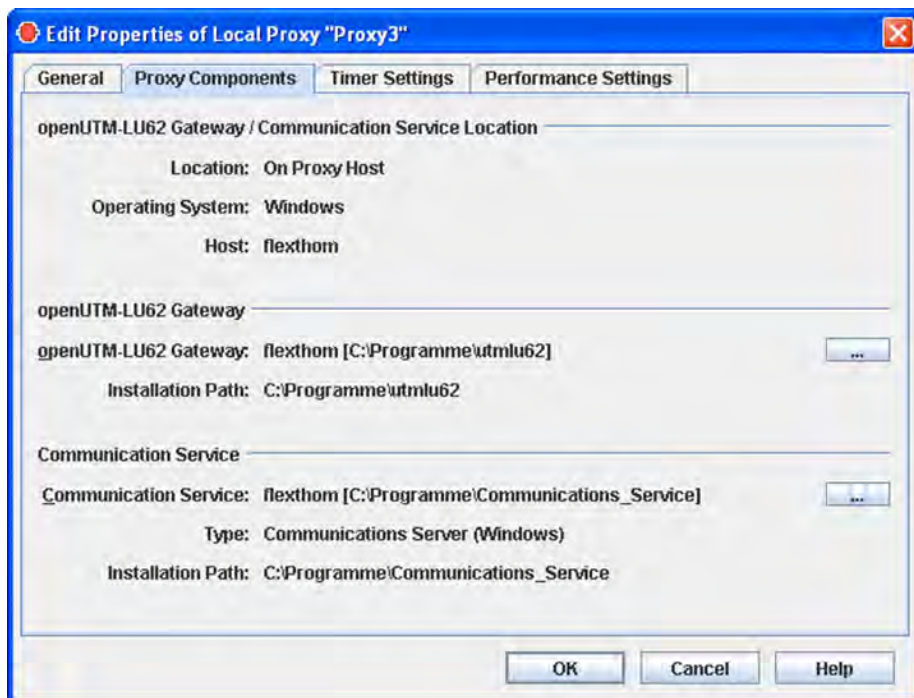 Edit Properties of Local Proxy "Proxy3"
General Proxy Components Timer Settings Performance Settings
openUTM-LU62 Gateway / Communication Service Location
Location: On Proxy Host
Operating System: Windows
Host: flexthom
openUTM-LU62 Gateway
openUTM-LU62 Gateway: flexthom [C:\Programme\utmlu62] ...
Installation Path: C:\Programme\utmlu62
Communication Service
Communication Service: flexthom [C:\Programme\Communications_Service] ...
Type: Communications Server (Windows)
Installation Path: C:\Programme\Communications_Service
OK Cancel Help